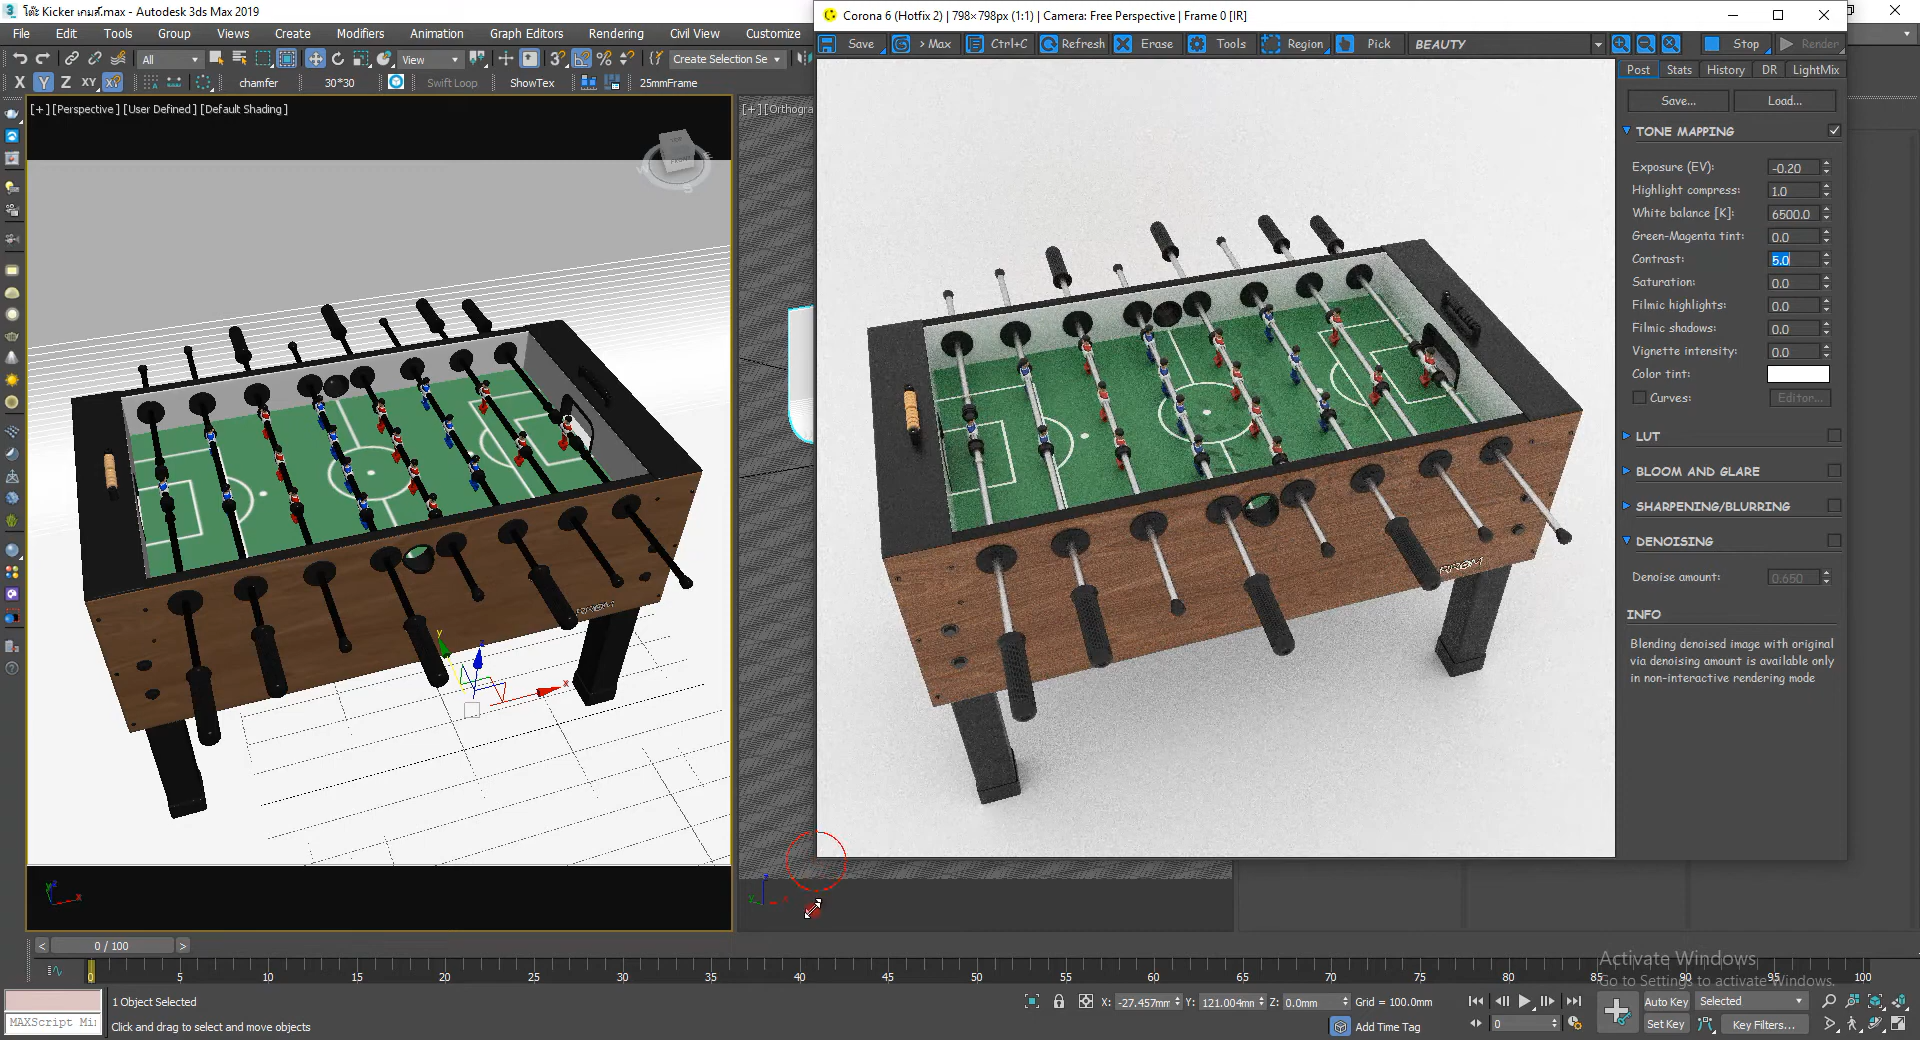 โต๊ะ Kicker เกมส์.max - Autodesk 3ds Max 2019
File Edit Tools Group Views Create Modifiers Animation Graph Editors Rendering Civil View Customize
All View Create Selection Se
X Y Z XY chamfer 30*30 Swift Loop ShowTex 25mmFrame
[+] [Perspective ] [User Defined ] [Default Shading ]
[+] [Orthogra
Corona 6 (Hotfix 2) | 798×798px (1:1) | Camera: Free Perspective | Frame 0 [IR]
Save > Max Ctrl+C Refresh Erase Tools Region Pick BEAUTY Stop Render
Post Stats History DR LightMix
Save... Load...
TONE MAPPING
Exposure (EV): -0.20
Highlight compress: 1.0
White balance [K]: 6500.0
Green-Magenta tint: 0.0
Contrast: 5.0
Saturation: 0.0
Filmic highlights: 0.0
Filmic shadows: 0.0
Vignette intensity: 0.0
Color tint:
Curves: Editor...
LUT
BLOOM AND GLARE
SHARPENING/BLURRING
DENOISING
Denoise amount: 0.650
INFO
Blending denoised image with original
via denoising amount is available only
in non-interactive rendering mode
y z x
< 0 / 100 >
0 5 10 15 20 25 30 35 40 45 50 55 60 65 70 75 80 85 90 95 100
Activate Windows
Go to Settings to activate Windows.
1 Object Selected
X: -27.457mm Y: 121.004mm Z: 0.0mm Grid = 100.0mm
Auto Key Selected
MAXScript Mi
Click and drag to select and move objects
Add Time Tag 0 Set Key Key Filters...